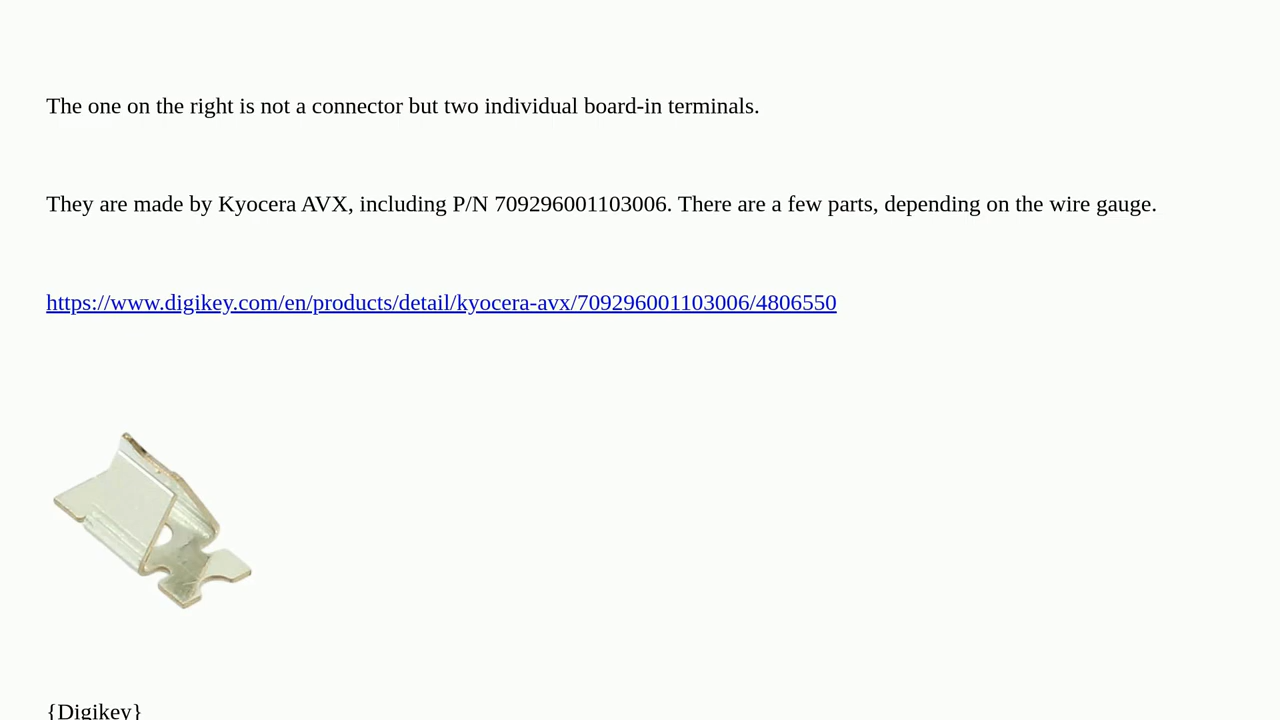 The one on the right is not a connector but two individual board-in terminals.
They are made by Kyocera AVX, including P/N 709296001103006. There are a few parts, depending on the wire gauge.
https://www.digikey.com/en/products/detail/kyocera-avx/709296001103006/4806550
{Digikey}